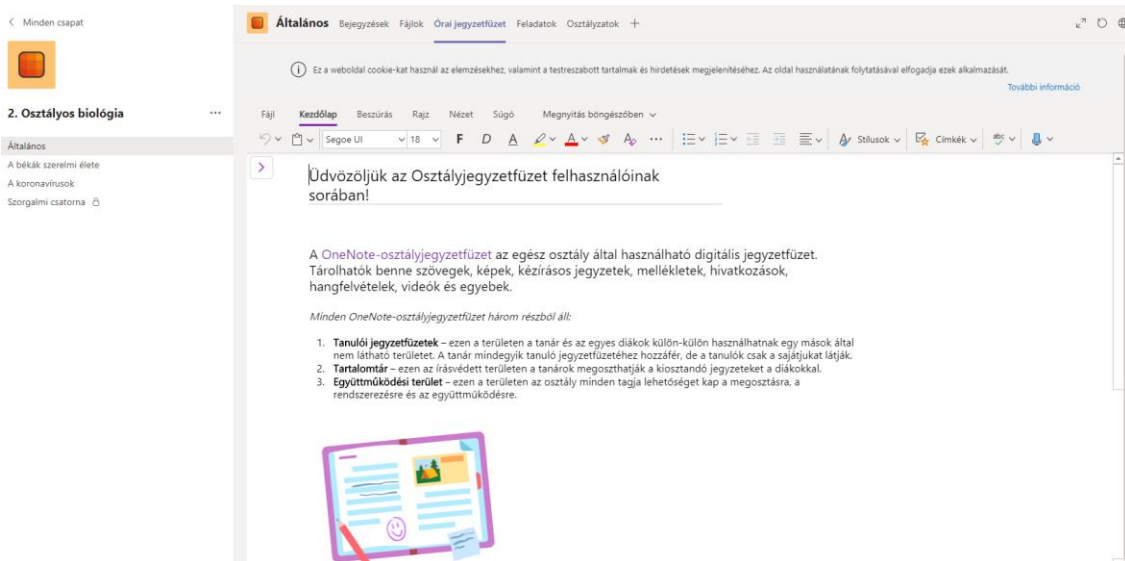 Minden csapat
2. Osztályos biológia
Általános
A békák szerelmi élete
A koronavírusok
Szorgalmi csatorna
Általános Bejegyzések Fájlok Órai jegyzetfüzet Feladatok Osztályzatok
Ez a weboldal cookie-kat használ az elemzésekhez, valamint a testreszabott tartalmak és hirdetések megjelenítéséhez. Az oldal használatának folytatásával elfogadja ezek alkalmazását.
További információ
Fájl Kezdőlap Beszúrás Rajz Nézet Súgó Megnyitás böngészőben
Segoe UI 18 F D A A A Stílusok Címkék abc
Üdvözöljük az Osztályjegyzetfüzet felhasználóinak
sorában!
A OneNote-osztályjegyzetfüzet az egész osztály által használható digitális jegyzetfüzet.
Tárolhatók benne szövegek, képek, kézírásos jegyzetek, mellékletek, hivatkozások,
hangfelvételek, videók és egyebek.
Minden OneNote-osztályjegyzetfüzet három részből áll:
1. Tanulói jegyzetfüzetek – ezen a területen a tanár és az egyes diákok külön-külön használhatnak egy mások által
nem látható területet. A tanár mindegyik tanuló jegyzetfüzetéhez hozzáfér, de a tanulók csak a sajátjukat látják.
2. Tartalomtár – ezen az írásvédett területen a tanárok megoszthatják a kiosztandó jegyzeteket a diákokkal.
3. Együttműködési terület – ezen a területen az osztály minden tagja lehetőséget kap a megosztásra, a
rendszerezésre és az együttműködésre.